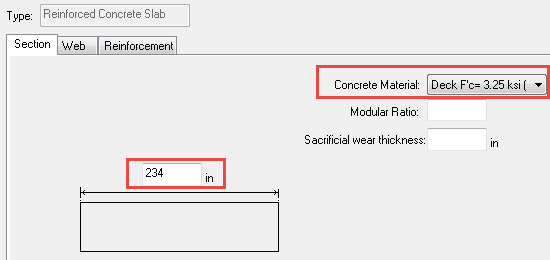 Type: Reinforced Concrete Slab
Section Web Reinforcement
Concrete Material: Deck F'c= 3.25 ksi (
Modular Ratio:
Sacrificial wear thickness: in
234 in